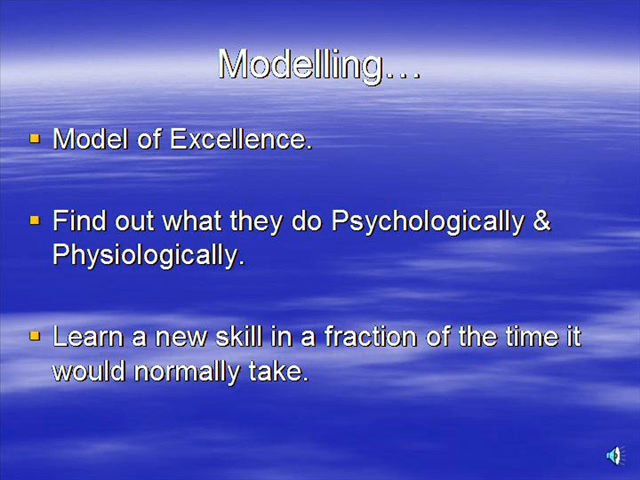 Modelling...
Model of Excellence.
Find out what they do Psychologically &
Physiologically.
Learn a new skill in a fraction of the time it
would normally take.